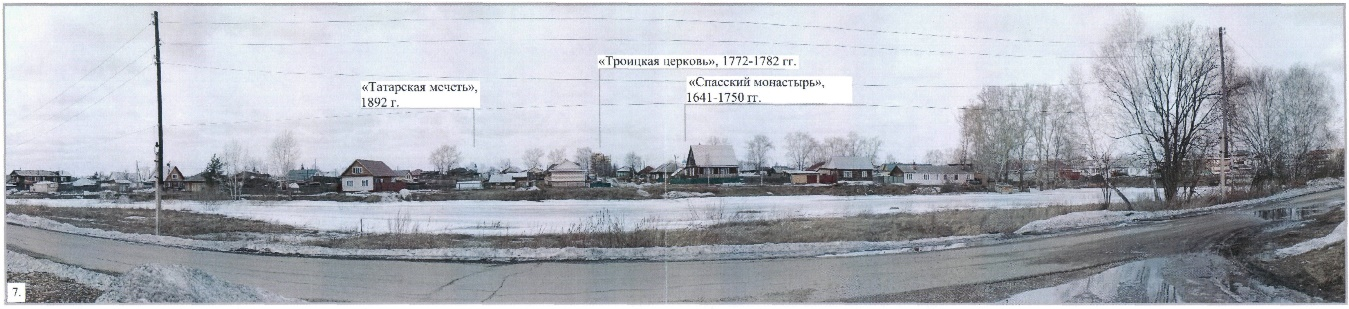 «Троицкая церковь», 1772-1782 гг.
«Татарская мечеть»,
1892 г.
«Спасский монастырь»,
1641-1750 гг.
7.